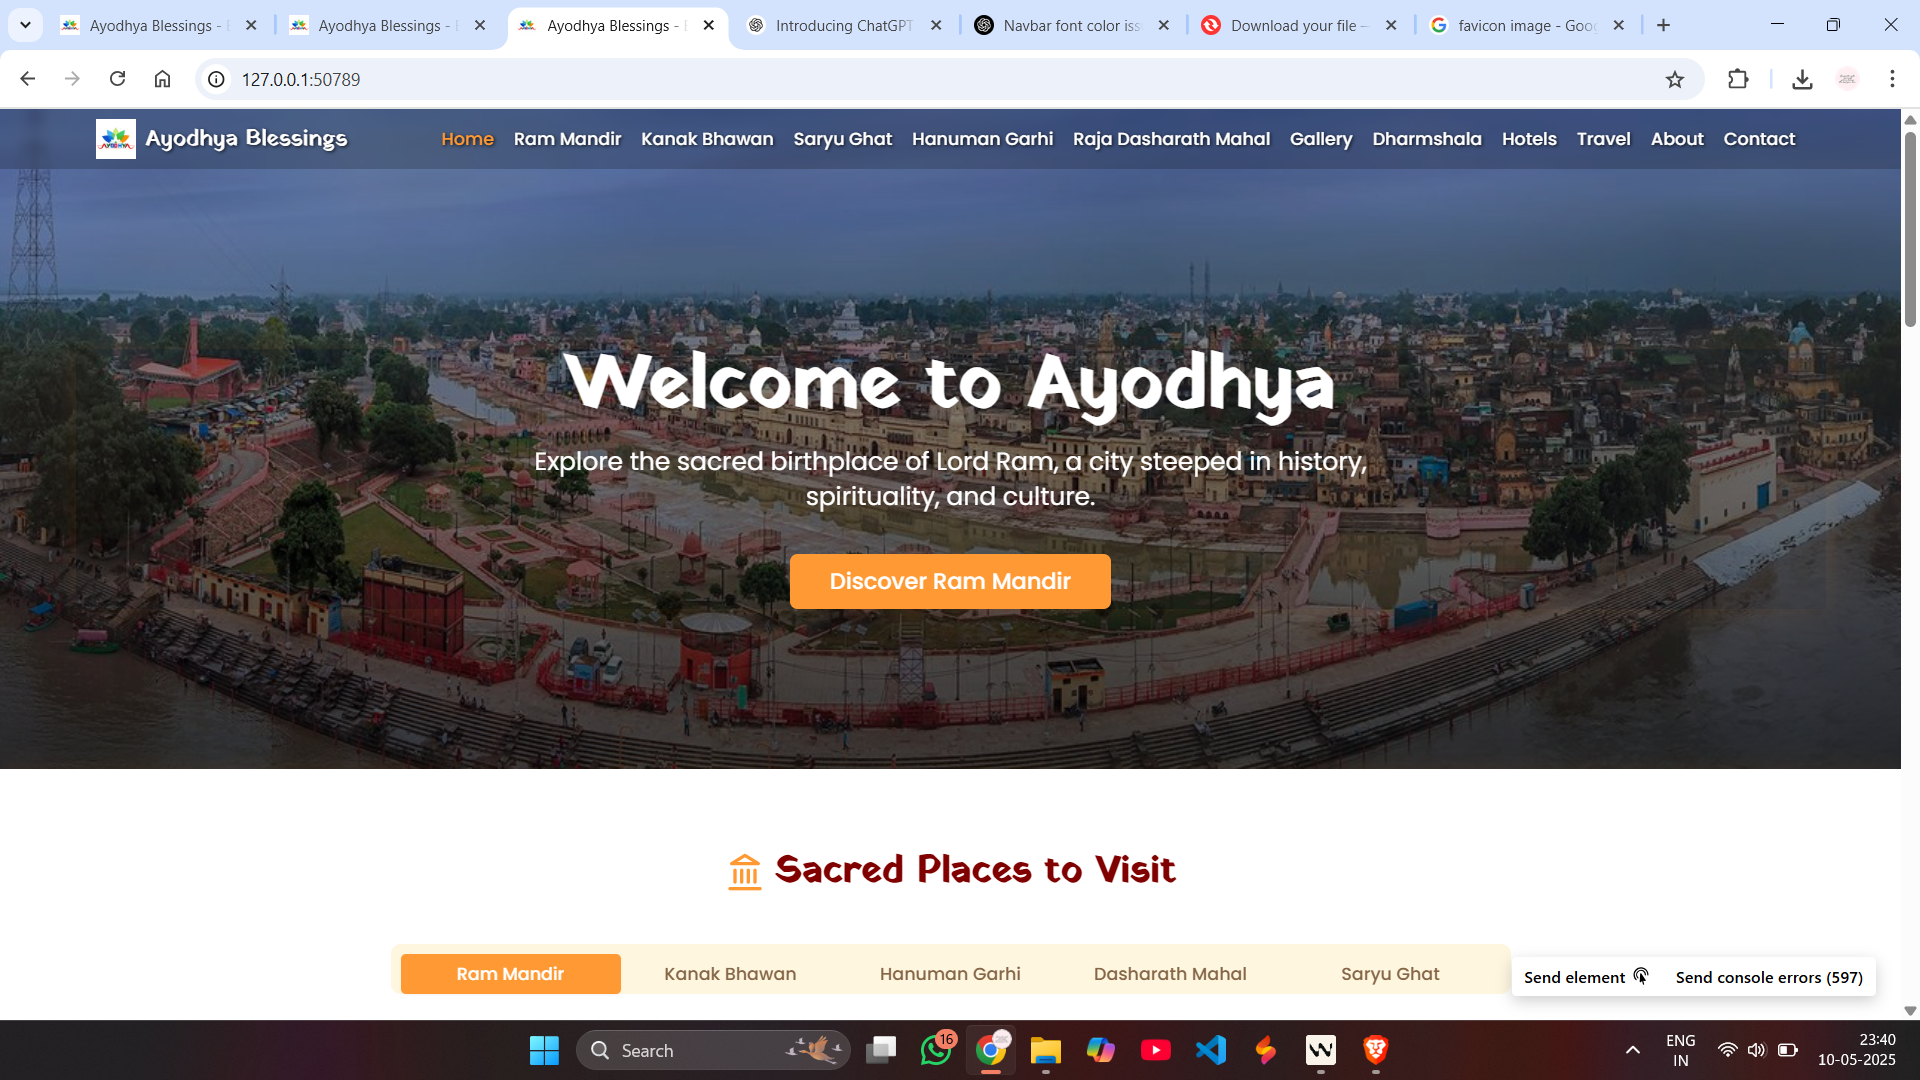 Ayodhya Blessings -
Ayodhya Blessings -
Ayodhya Blessings -
Introducing ChatGPT
Navbar font color iss
Download your file –
favicon image - Goo
127.0.0.1:50789
AYODHYA
Ayodhya Blessings
Home Ram Mandir Kanak Bhawan Saryu Ghat Hanuman Garhi Raja Dasharath Mahal Gallery Dharmshala Hotels Travel About Contact
Welcome to Ayodhya
Explore the sacred birthplace of Lord Ram, a city steeped in history,
spirituality, and culture.
Discover Ram Mandir
Sacred Places to Visit
Ram Mandir Kanak Bhawan Hanuman Garhi Dasharath Mahal Saryu Ghat
Send element Send console errors (597)
Search
16
ENG
IN
23:40
10-05-2025